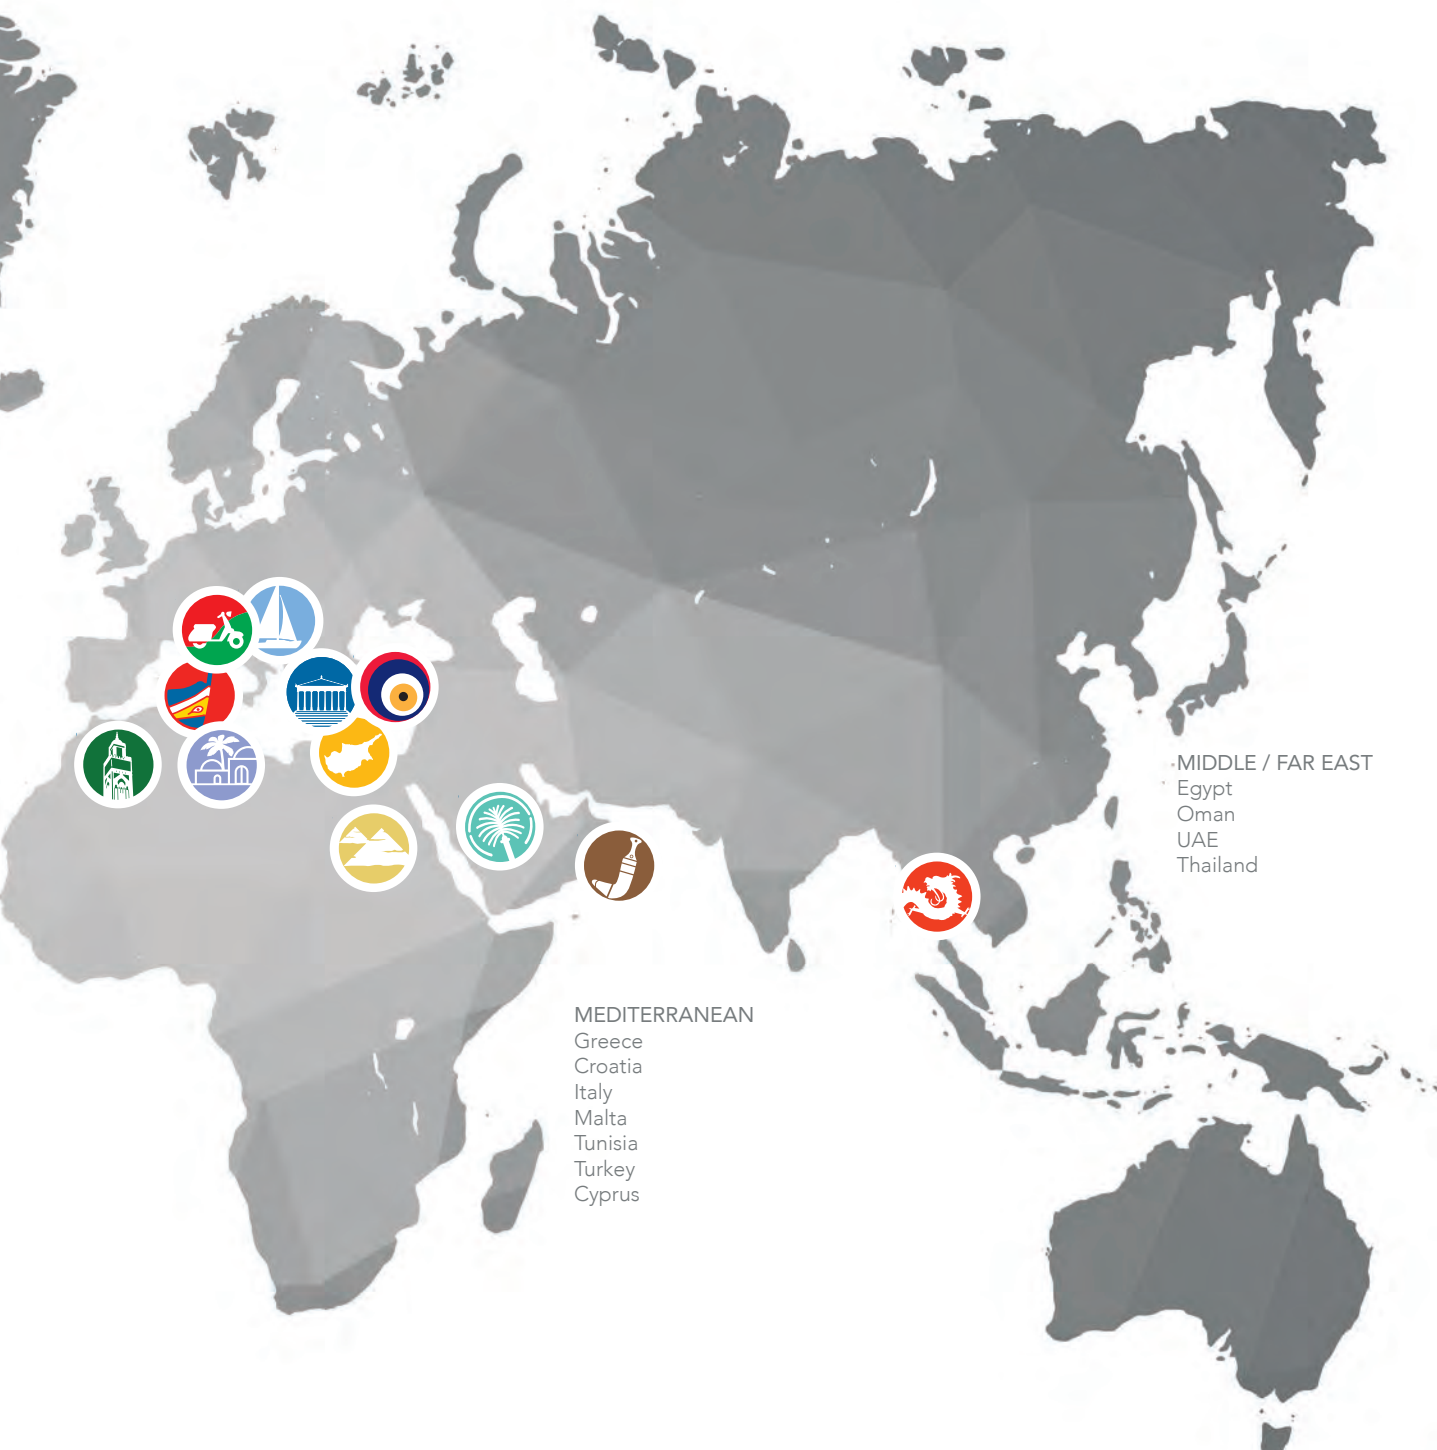 MIDDLE / FAR EAST
Egypt
Oman
UAE
Thailand
MEDITERRANEAN
Greece
Croatia
Italy
Malta
Tunisia
Turkey
Cyprus